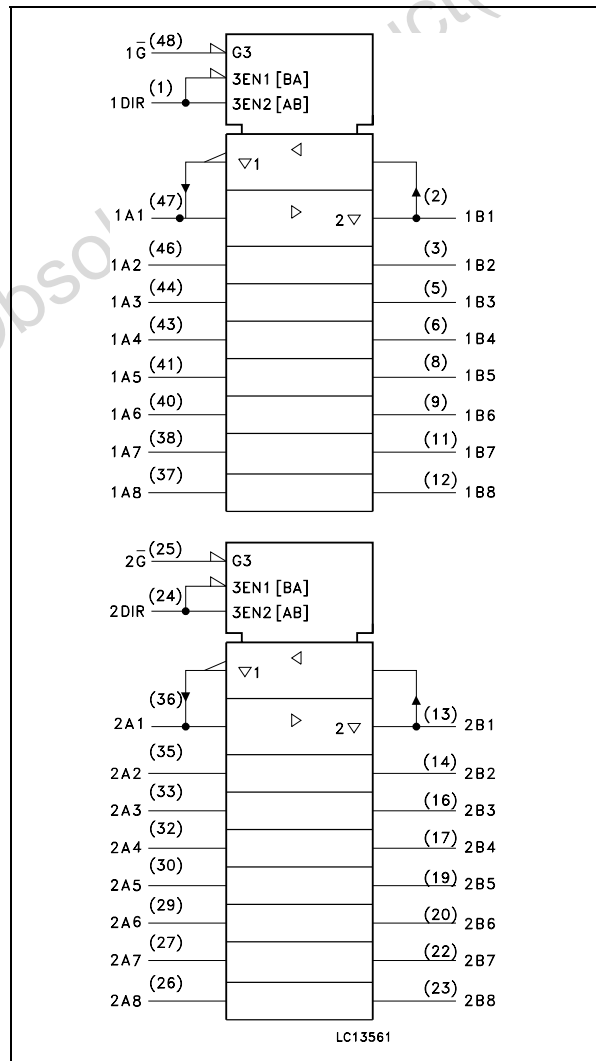 1G̅ (48) G3
3EN1 [BA]
1DIR (1) 3EN2 [AB]
▽1 ◁
1A1 (47) ▷ 2▽ (2) 1B1
1A2 (46) (3) 1B2
1A3 (44) (5) 1B3
1A4 (43) (6) 1B4
1A5 (41) (8) 1B5
1A6 (40) (9) 1B6
1A7 (38) (11) 1B7
1A8 (37) (12) 1B8
2G̅ (25) G3
3EN1 [BA]
2DIR (24) 3EN2 [AB]
▽1 ◁
2A1 (36) ▷ 2▽ (13) 2B1
2A2 (35) (14) 2B2
2A3 (33) (16) 2B3
2A4 (32) (17) 2B4
2A5 (30) (19) 2B5
2A6 (29) (20) 2B6
2A7 (27) (22) 2B7
2A8 (26) (23) 2B8
LC13561